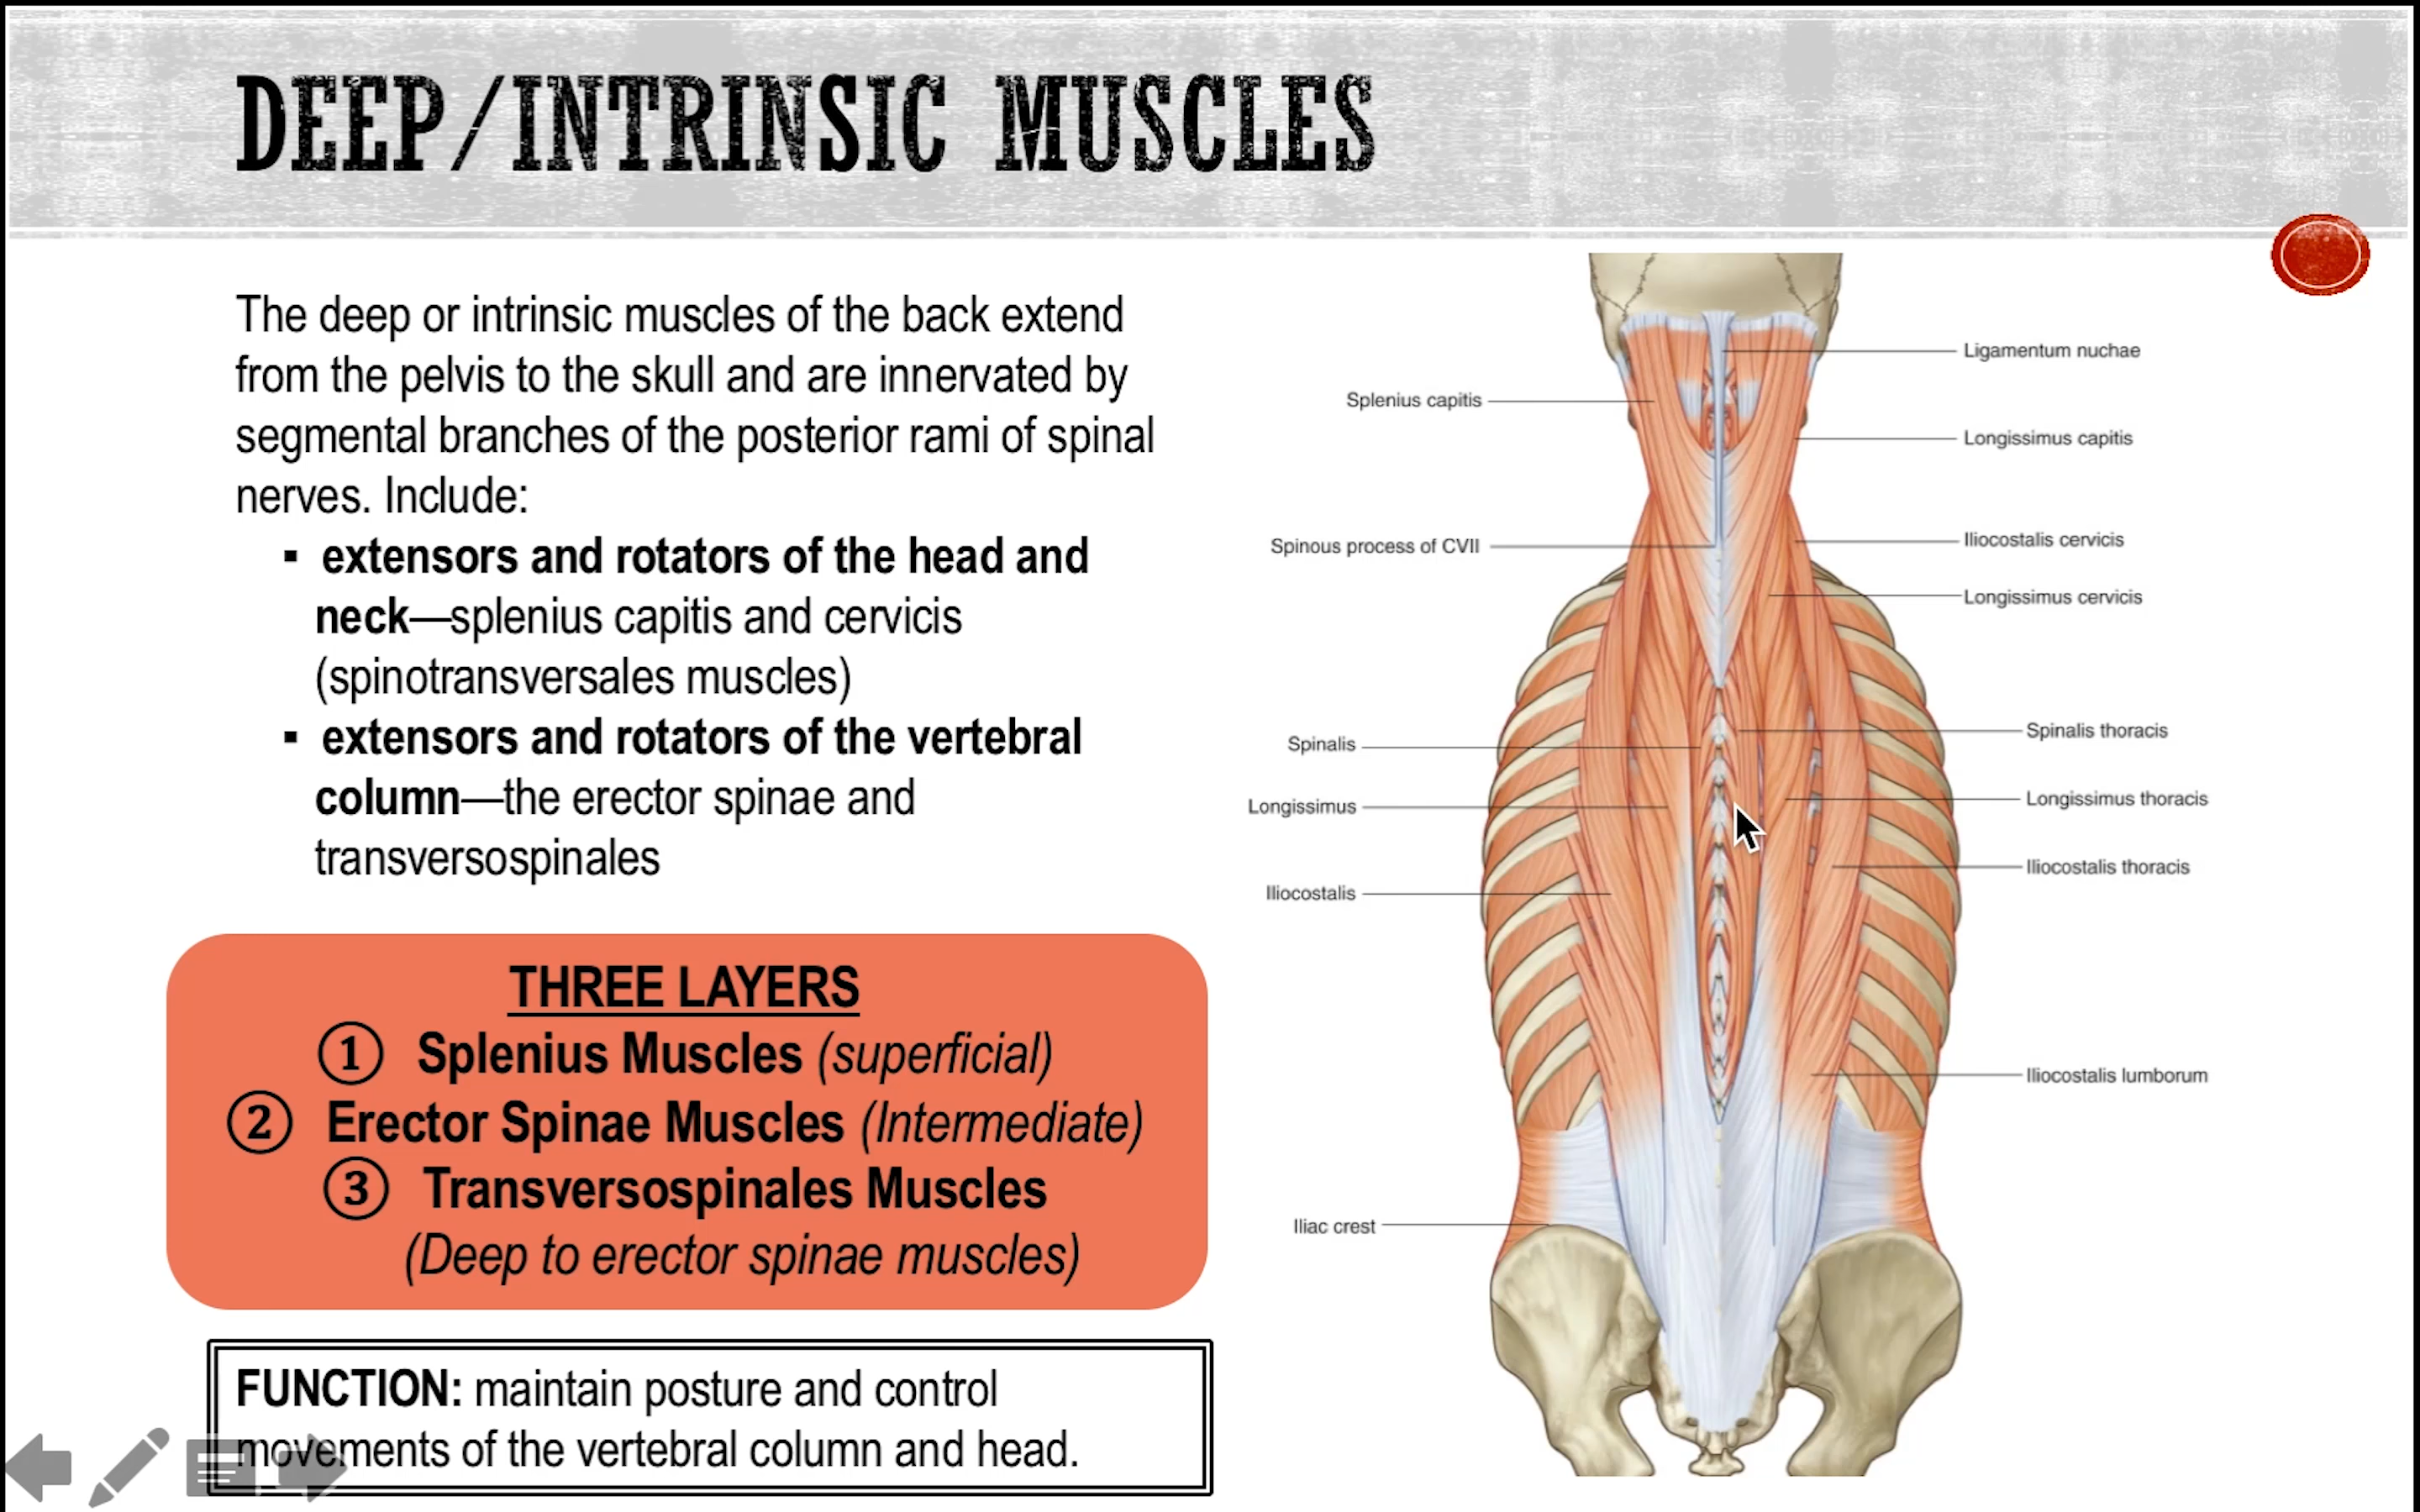 DEEP/INTRINSIC MUSCLES
The deep or intrinsic muscles of the back extend
from the pelvis to the skull and are innervated by
segmental branches of the posterior rami of spinal
nerves. Include:
▪ extensors and rotators of the head and
neck—splenius capitis and cervicis
(spinotransversales muscles)
▪ extensors and rotators of the vertebral
column—the erector spinae and
transversospinales
THREE LAYERS
① Splenius Muscles (superficial)
② Erector Spinae Muscles (Intermediate)
③ Transversospinales Muscles
(Deep to erector spinae muscles)
FUNCTION: maintain posture and control
movements of the vertebral column and head.
Splenius capitis
Spinous process of CVII
Spinalis
Longissimus
Iliocostalis
Iliac crest
Ligamentum nuchae
Longissimus capitis
Iliocostalis cervicis
Longissimus cervicis
Spinalis thoracis
Longissimus thoracis
Iliocostalis thoracis
Iliocostalis lumborum